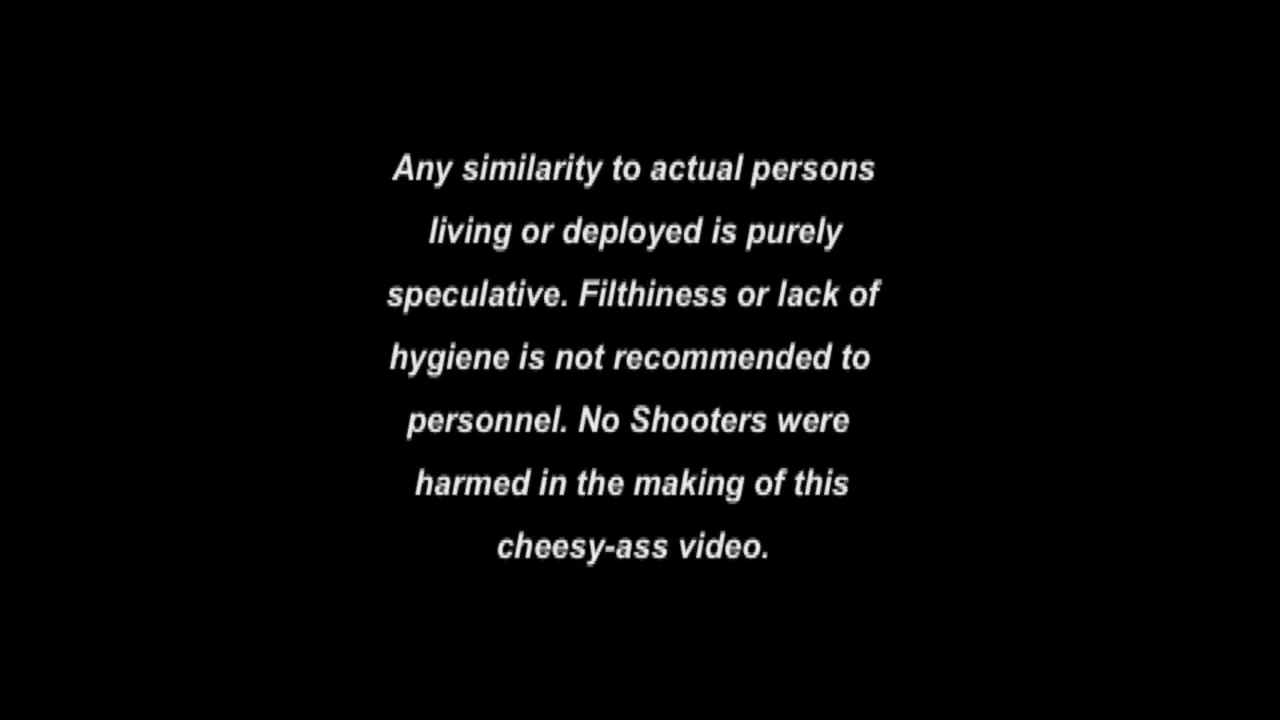 Any similarity to actual persons
living or deployed is purely
speculative. Filthiness or lack of
hygiene is not recommended to
personnel. No Shooters were
harmed in the making of this
cheesy-ass video.